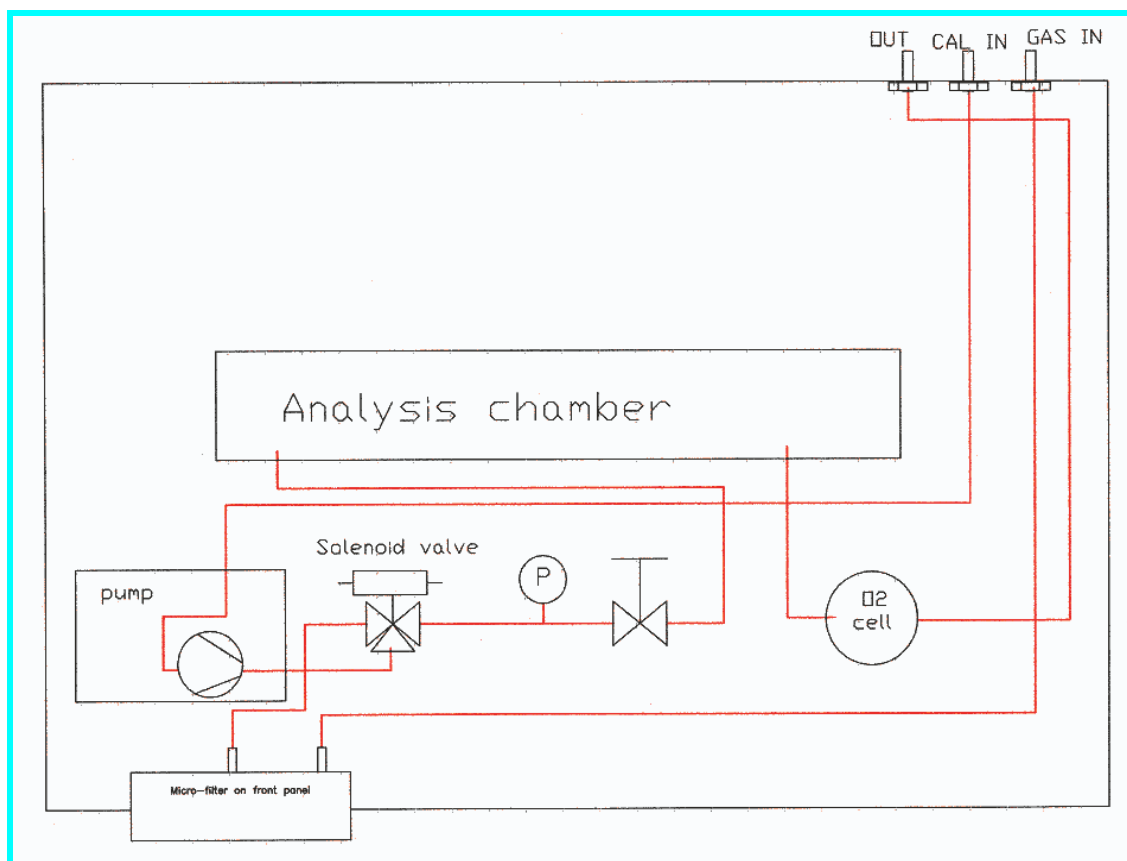 OUT CAL IN GAS IN
Analysis chamber
Solenoid valve
P
pump
O2
cell
Micro-filter on front panel